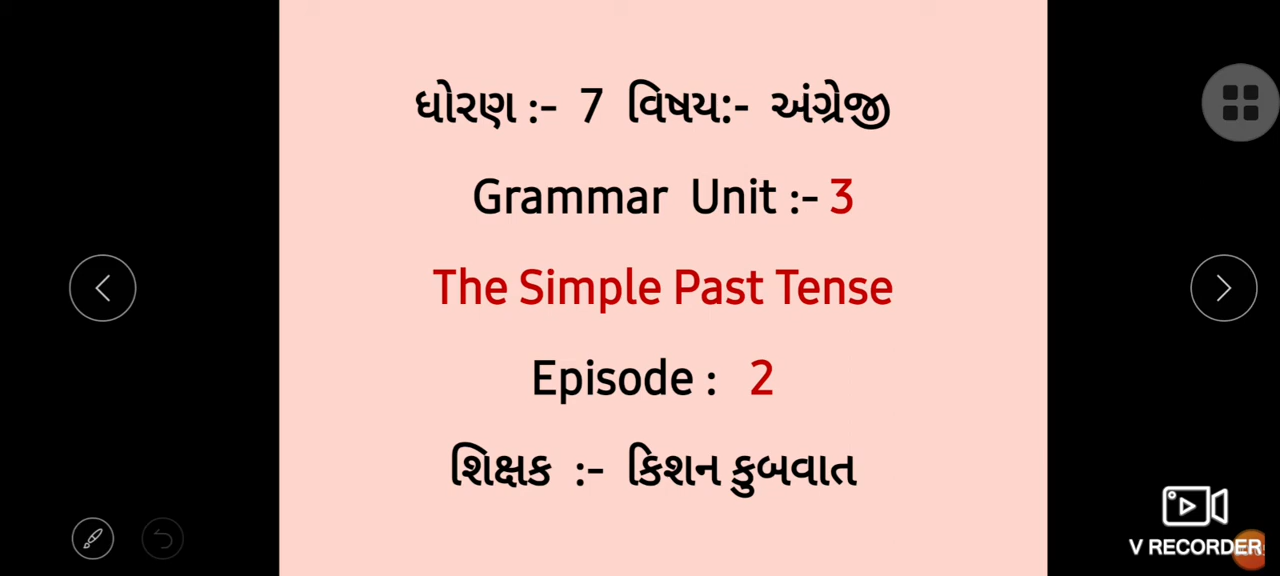 ધોરણ :- 7 વિષય:- અંગ્રેજી
Grammar Unit :- 3
The Simple Past Tense
Episode : 2
શિક્ષક :- કિશન કુબવાત
V RECORDER